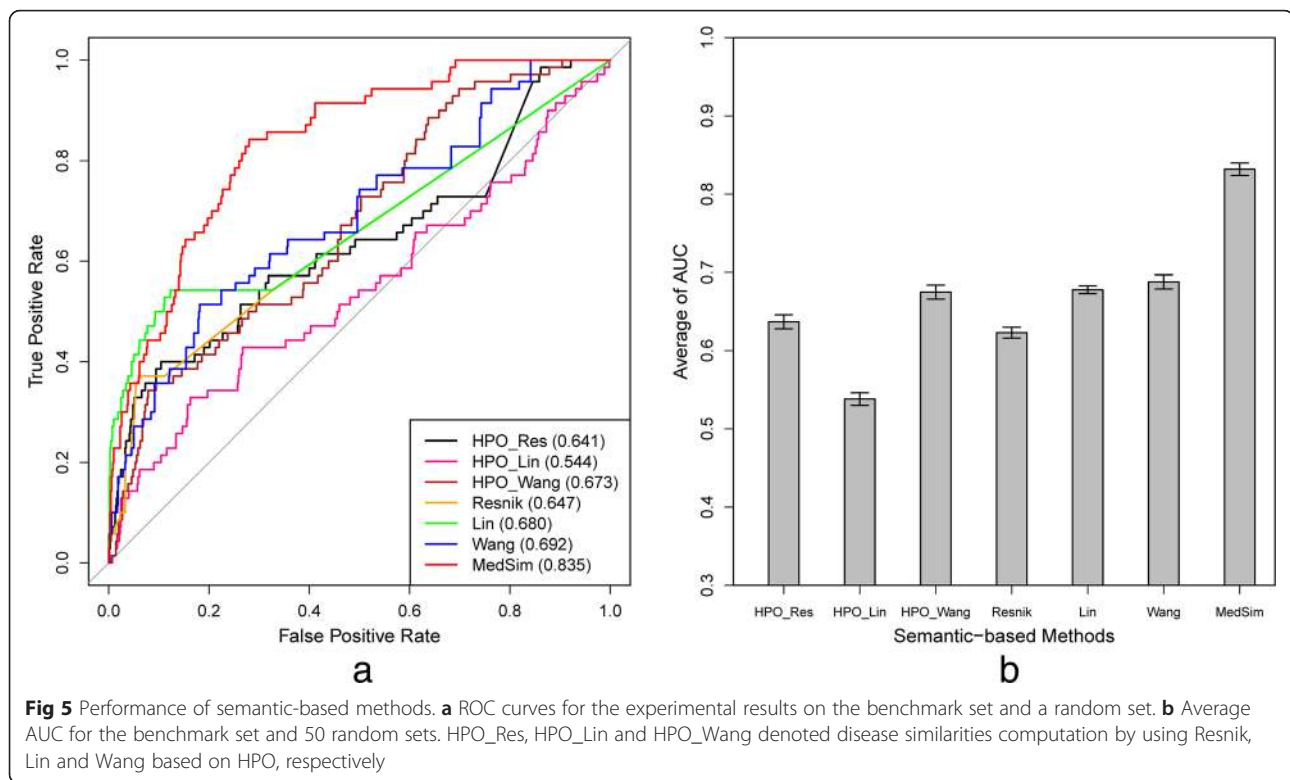 1.0
0.8
0.6
0.4
0.2
0.0
True Positive Rate
HPO_Res (0.641)
HPO_Lin (0.544)
HPO_Wang (0.673)
Resnik (0.647)
Lin (0.680)
Wang (0.692)
MedSim (0.835)
0.0 0.2 0.4 0.6 0.8 1.0
False Positive Rate
a
1.0
0.9
0.8
0.7
0.6
0.5
0.4
0.3
Average of AUC
HPO_Res HPO_Lin HPO_Wang Resnik Lin Wang MedSim
Semantic-based Methods
b
Fig 5 Performance of semantic-based methods. a ROC curves for the experimental results on the benchmark set and a random set. b Average
AUC for the benchmark set and 50 random sets. HPO_Res, HPO_Lin and HPO_Wang denoted disease similarities computation by using Resnik,
Lin and Wang based on HPO, respectively